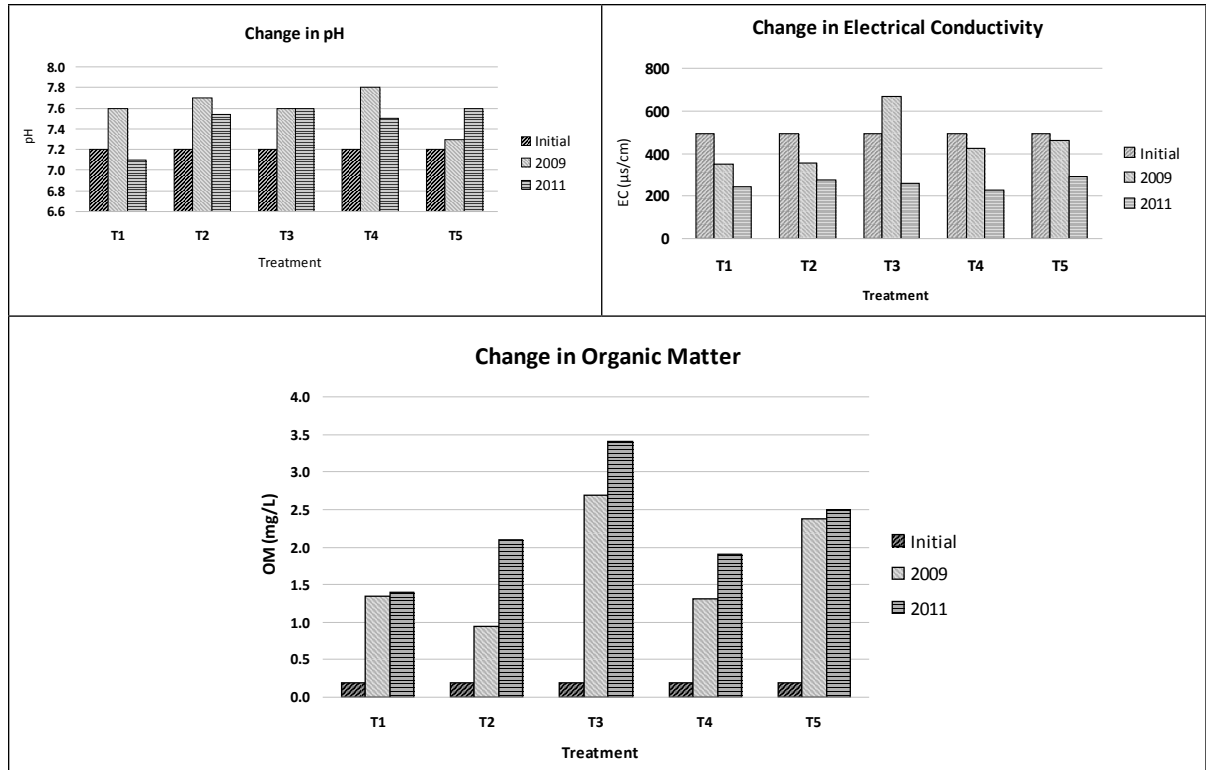 Change in pH
8.0
7.8
7.6
7.4
7.2
7.0
6.8
6.6
pH
T1 T2 T3 T4 T5
Treatment
Initial
2009
2011
Change in Electrical Conductivity
800
600
400
200
0
EC (µs/cm)
T1 T2 T3 T4 T5
Treatment
Initial
2009
2011
Change in Organic Matter
4.0
3.5
3.0
2.5
2.0
1.5
1.0
0.5
0.0
OM (mg/L)
T1 T2 T3 T4 T5
Treatment
Initial
2009
2011